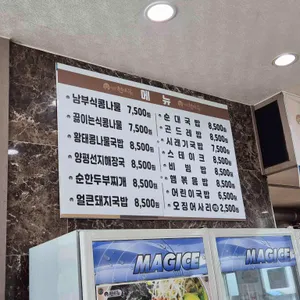 메뉴
남부식콩나물 7,500원
끓이는식콩나물 7,500원
황태콩나물국밥 8,500원
양평선지해장국 8,500원
순한두부찌개 8,500원
얼큰돼지국밥 8,500원
순대국밥 8,500원
곤드레밥 8,500원
시래기국밥 7,500원
스테이크 8,500원
비빔밥 8,500원
햄볶음밥 8,500원
어린이국밥 6,500원
오징어사리 2,500원
MAGICE
MAGICE